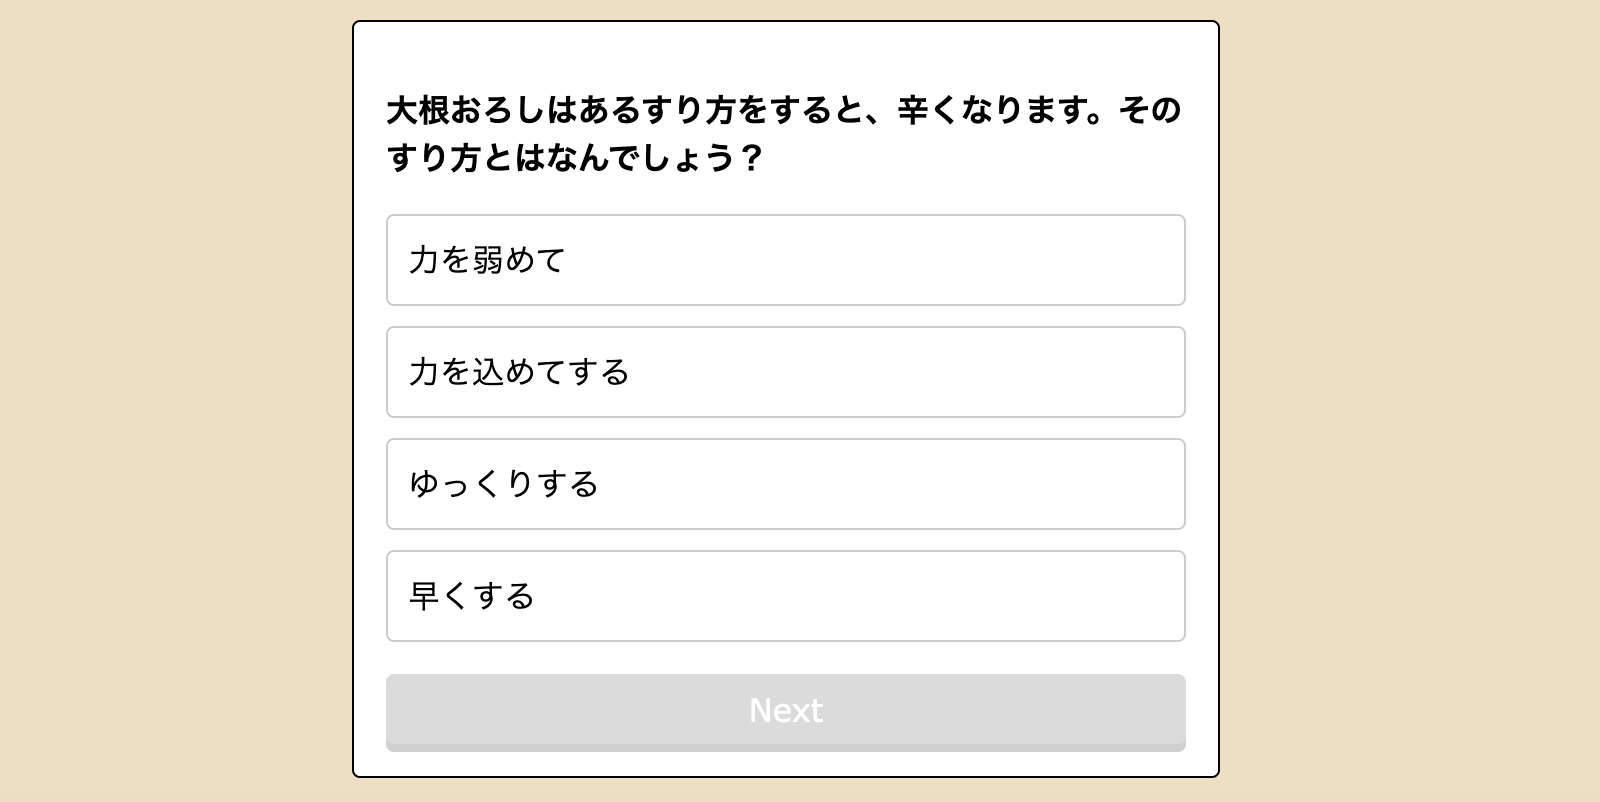 大根おろしはあるすり方をすると、辛くなります。その
すり方とはなんでしょう？
力を弱めて
力を込めてする
ゆっくりする
早くする
Next